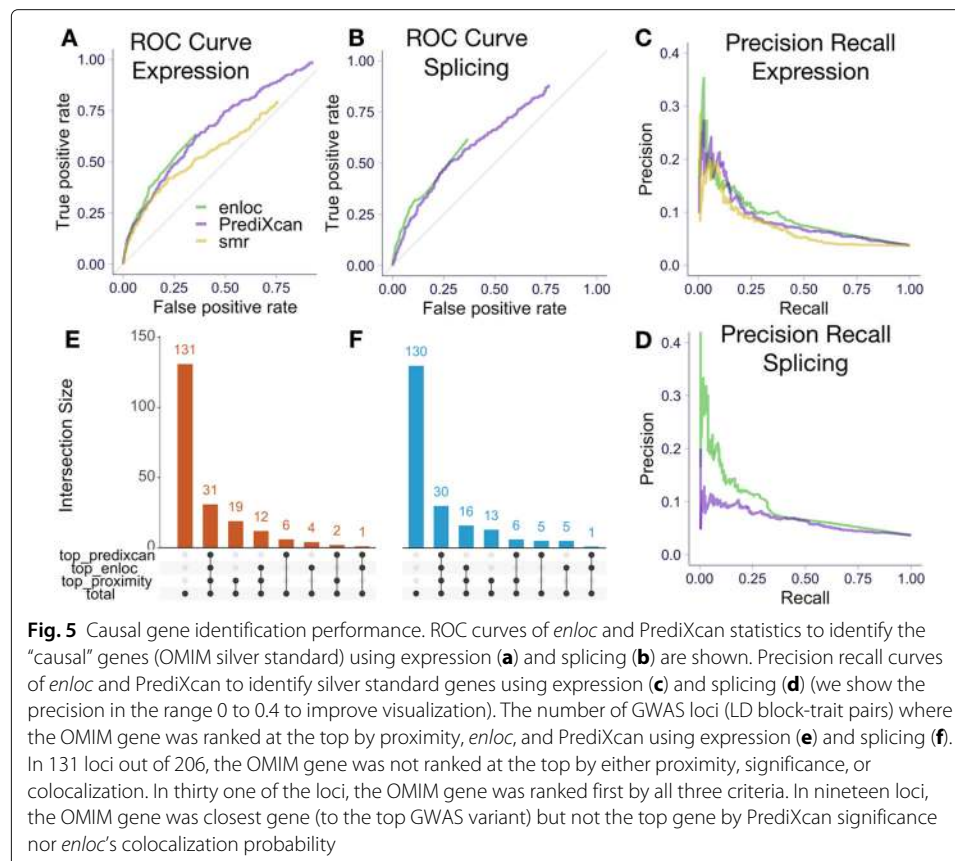 A
ROC Curve
Expression
True positive rate
1.00
0.75
0.50
0.25
0.00
enloc
PrediXcan
smr
0.00 0.25 0.50 0.75
False positive rate
B
ROC Curve
Splicing
True positive rate
1.00
0.75
0.50
0.25
0.00
0.00 0.25 0.50 0.75 1.00
False positive rate
C
Precision Recall
Expression
Precision
0.4
0.3
0.2
0.1
0.0
0.00 0.25 0.50 0.75 1.00
Recall
E
Intersection Size
150
100
50
0
131 31 19 12 6 4 2 1
top_predixcan
top_enloc
top_proximity
total
F
130 30 16 13 6 5 5 1
D
Precision Recall
Splicing
Precision
0.4
0.3
0.2
0.1
0.0
0.00 0.25 0.50 0.75 1.00
Recall
Fig. 5 Causal gene identification performance. ROC curves of enloc and PrediXcan statistics to identify the
“causal” genes (OMIM silver standard) using expression (a) and splicing (b) are shown. Precision recall curves
of enloc and PrediXcan to identify silver standard genes using expression (c) and splicing (d) (we show the
precision in the range 0 to 0.4 to improve visualization). The number of GWAS loci (LD block-trait pairs) where
the OMIM gene was ranked at the top by proximity, enloc, and PrediXcan using expression (e) and splicing (f).
In 131 loci out of 206, the OMIM gene was not ranked at the top by either proximity, significance, or
colocalization. In thirty one of the loci, the OMIM gene was ranked first by all three criteria. In nineteen loci,
the OMIM gene was closest gene (to the top GWAS variant) but not the top gene by PrediXcan significance
nor enloc’s colocalization probability